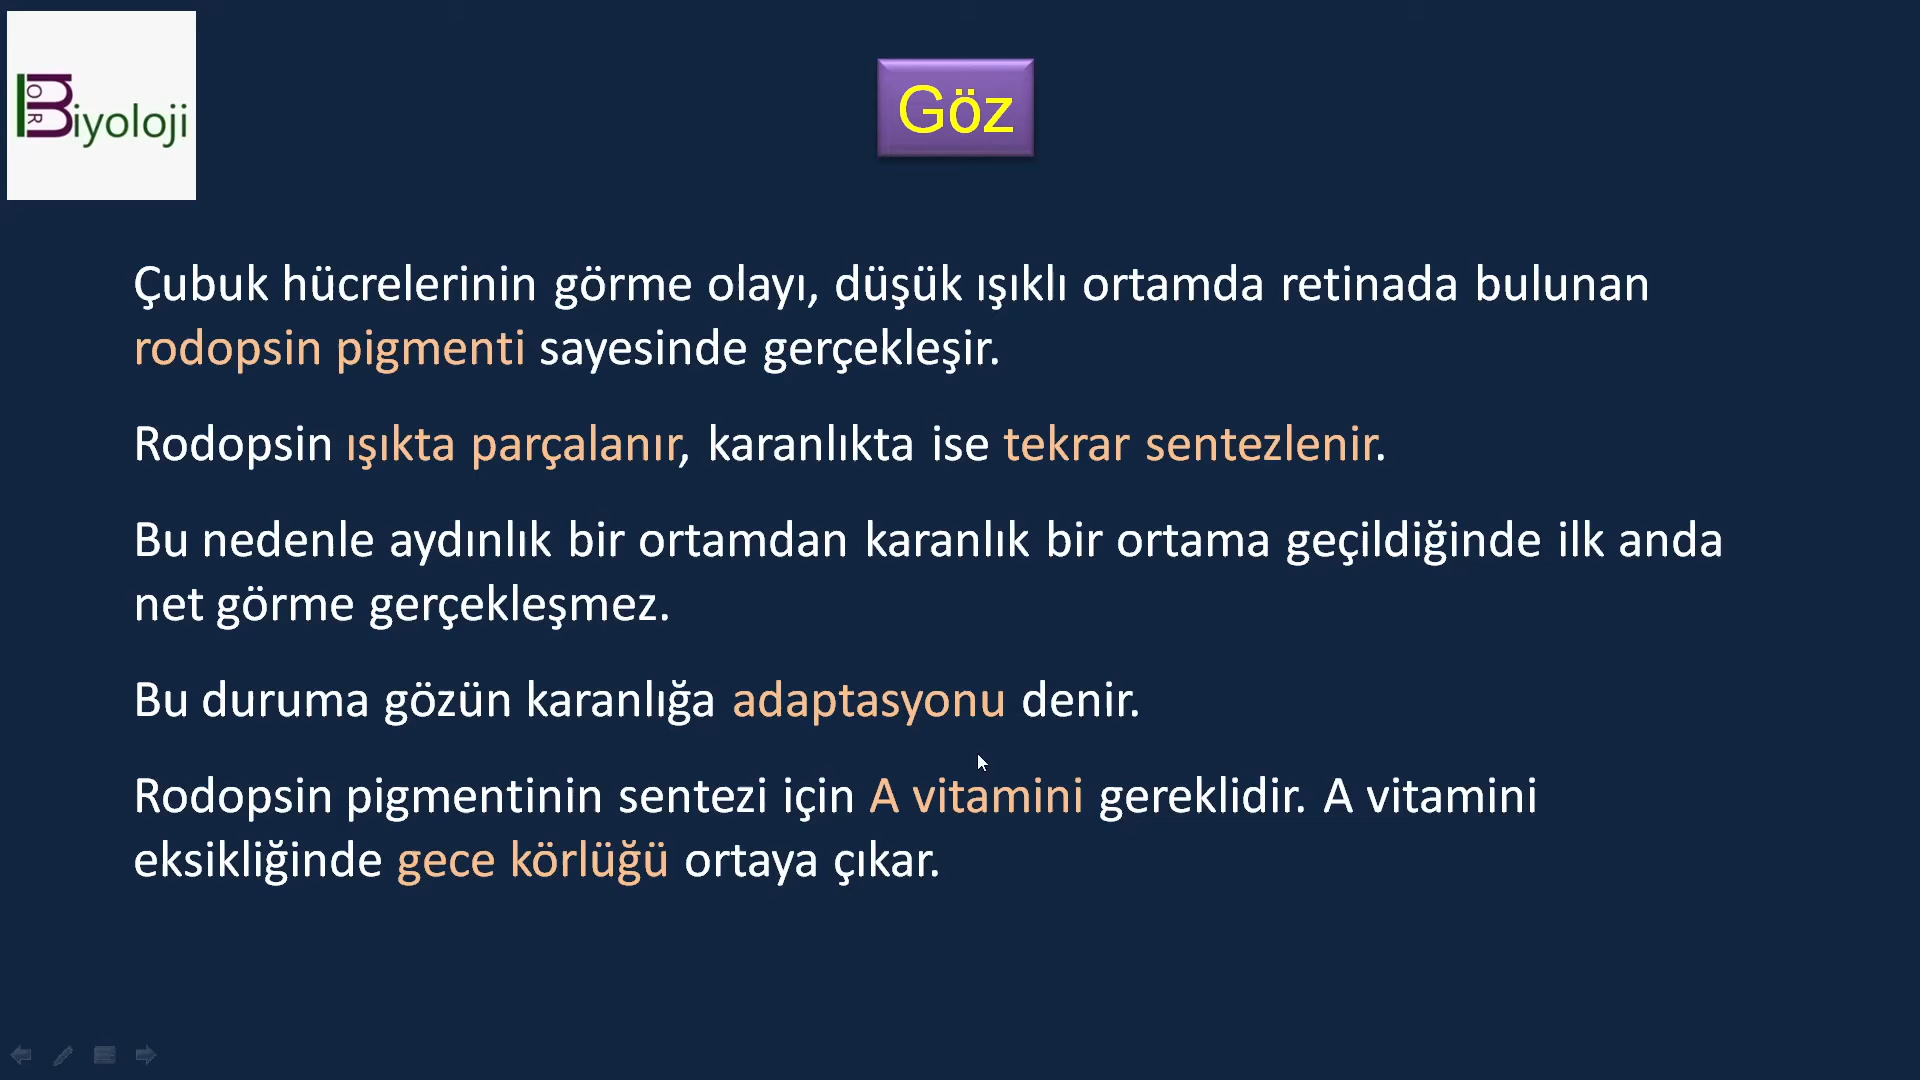 MOR
Biyoloji
Göz
Çubuk hücrelerinin görme olayı, düşük ışıklı ortamda retinada bulunan
rodopsin pigmenti sayesinde gerçekleşir.
Rodopsin ışıkta parçalanır, karanlıkta ise tekrar sentezlenir.
Bu nedenle aydınlık bir ortamdan karanlık bir ortama geçildiğinde ilk anda
net görme gerçekleşmez.
Bu duruma gözün karanlığa adaptasyonu denir.
Rodopsin pigmentinin sentezi için A vitamini gereklidir. A vitamini
eksikliğinde gece körlüğü ortaya çıkar.